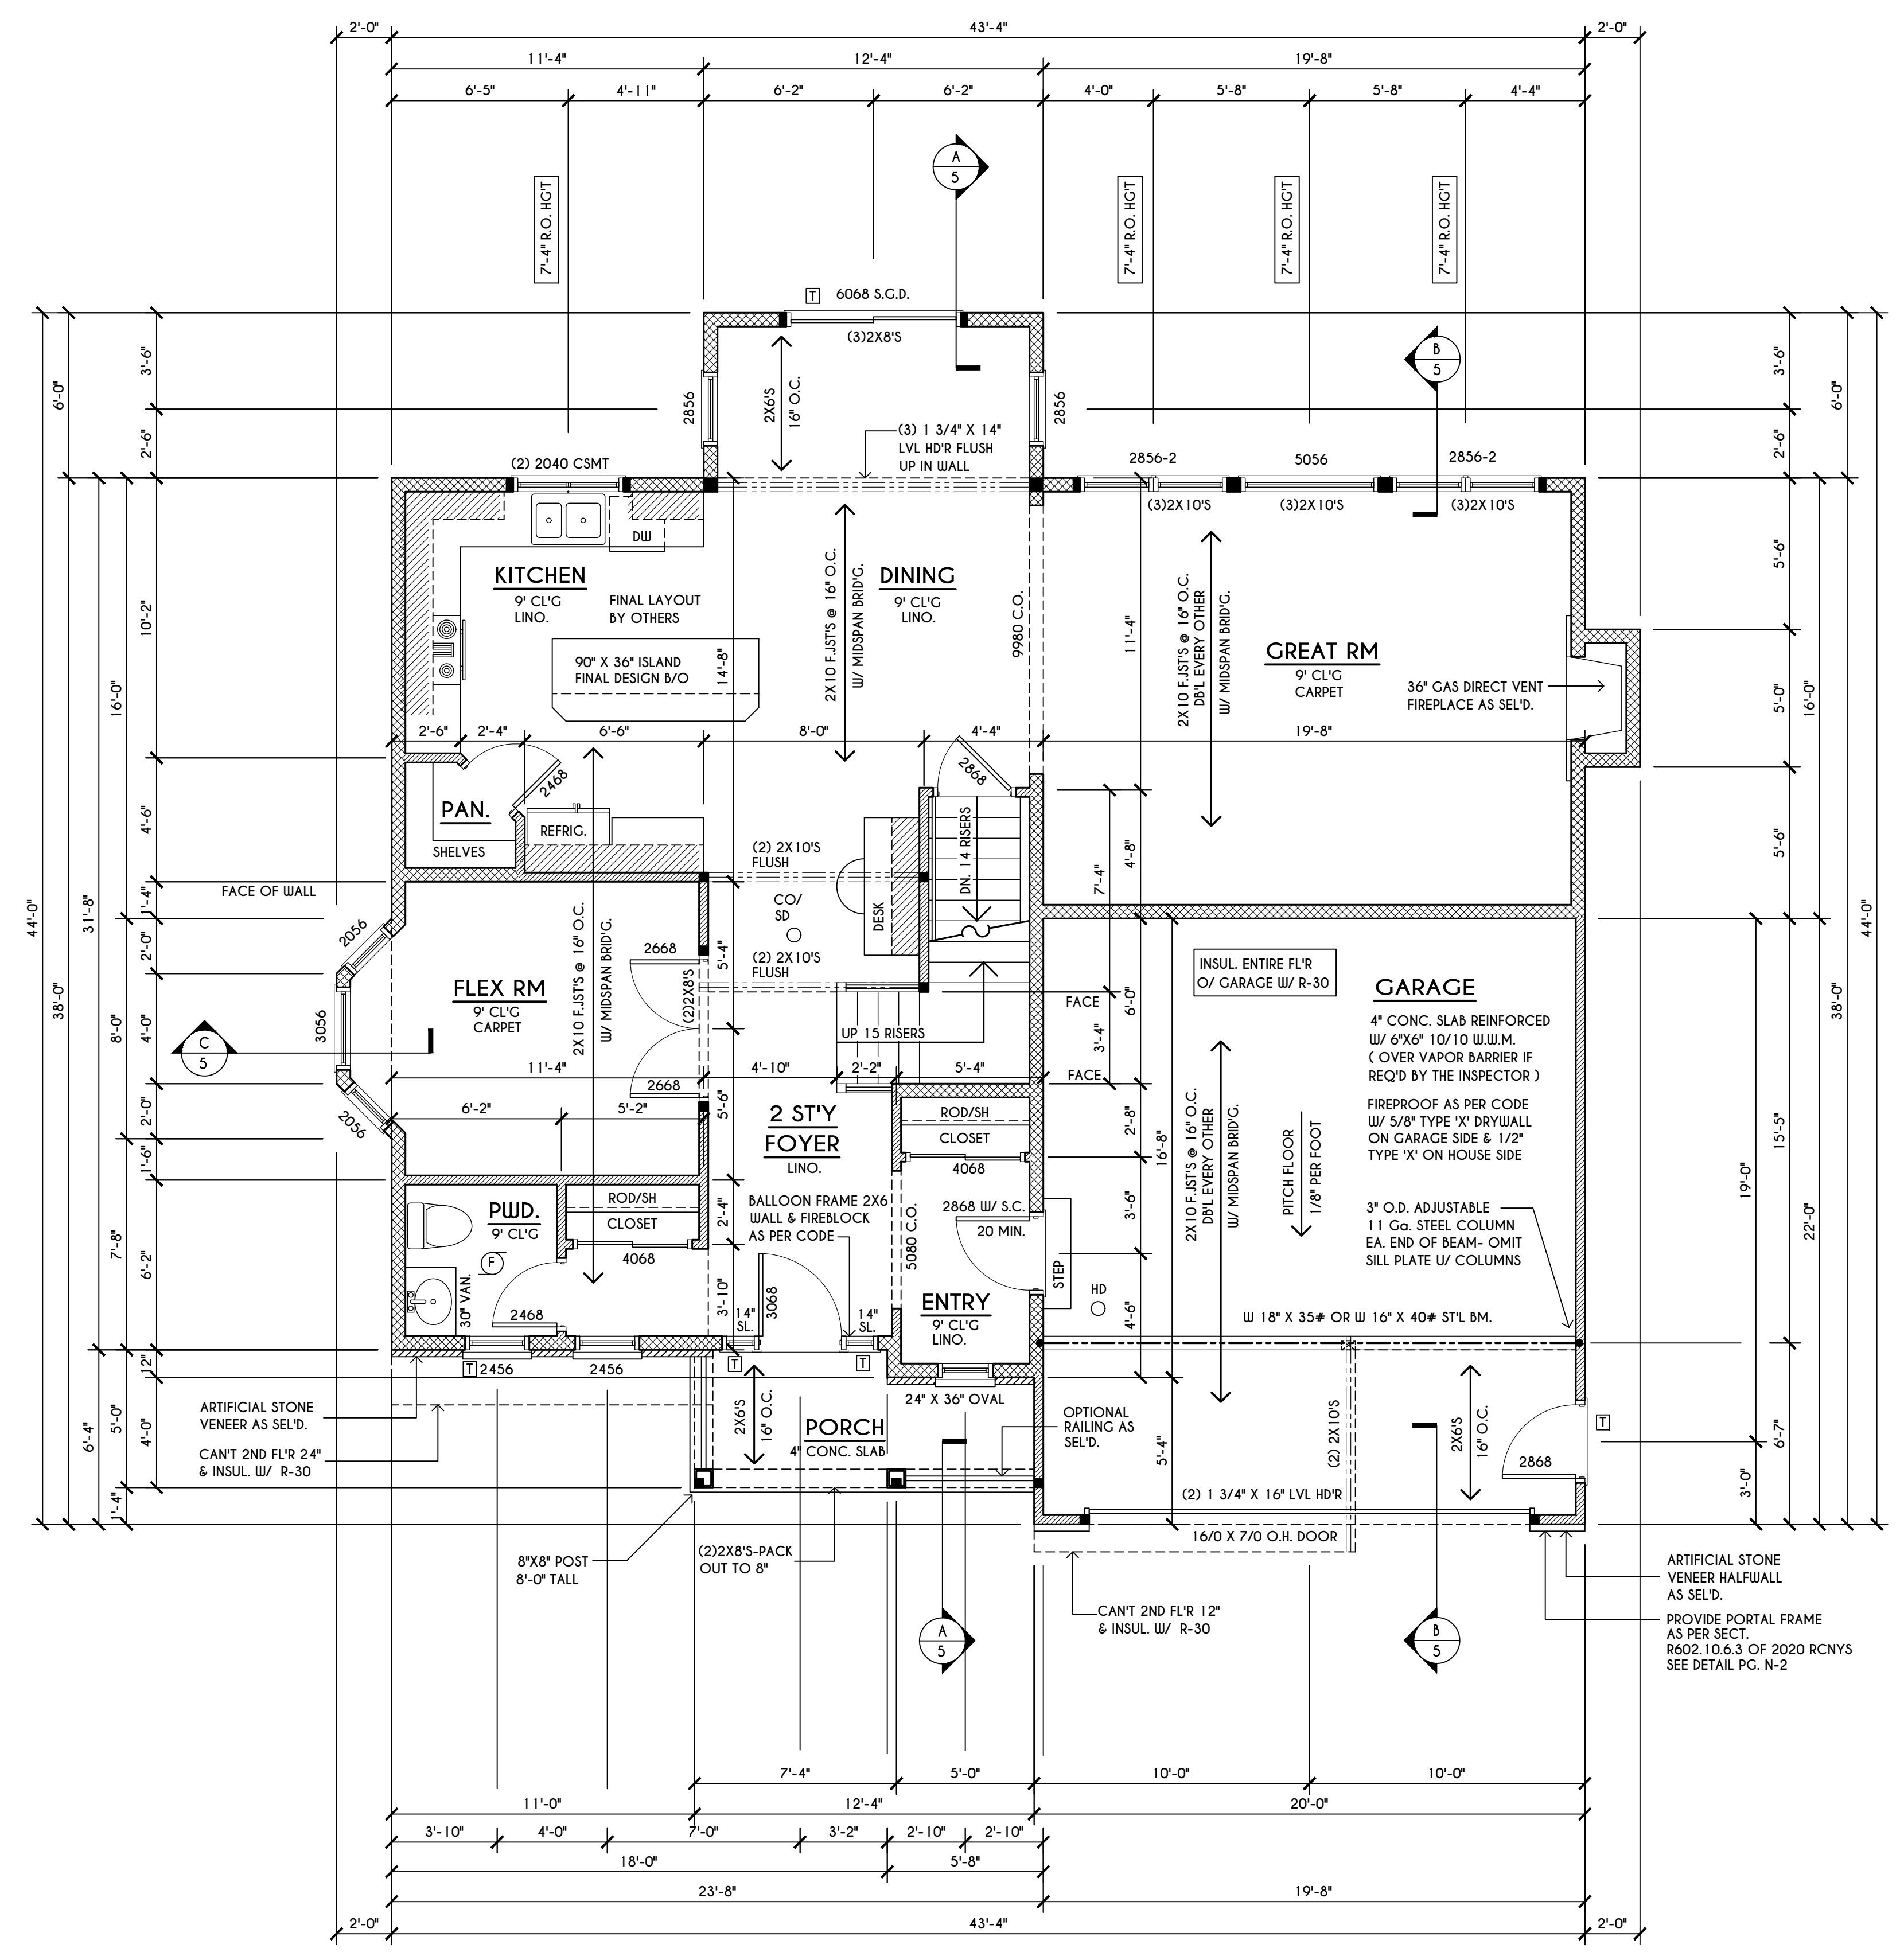 2'-0"
43'-4"
2'-0"
11'-4"
12'-4"
19'-8"
6'-5"
4'-11"
6'-2"
6'-2"
4'-0"
5'-8"
5'-8"
4'-4"
A
5
7'-4" R.O. HG'T
7'-4" R.O. HG'T
7'-4" R.O. HG'T
7'-4" R.O. HG'T
T
6068 S.G.D.
(3)2X8'S
B
5
3'-6"
6'-0"
2'-6"
2856
2X6'S
16" O.C.
2856
(3) 1 3/4" X 14"
LVL HD'R FLUSH
UP IN WALL
3'-6"
6'-0"
2'-6"
(2) 2040 CSMT
2856-2
5056
2856-2
(3)2X10'S
(3)2X10'S
(3)2X10'S
DW
KITCHEN
9' CL'G
LINO.
FINAL LAYOUT
BY OTHERS
90" X 36" ISLAND
FINAL DESIGN B/O
14'-8"
2X10 F.JST'S @ 16" O.C.
W/ MIDSPAN BRID'G.
DINING
9' CL'G
LINO.
9980 C.O.
11'-4"
2X10 F.JST'S @ 16" O.C.
DB'L EVERY OTHER
W/ MIDSPAN BRID'G.
GREAT RM
9' CL'G
CARPET
36" GAS DIRECT VENT
FIREPLACE AS SEL'D.
5'-6"
5'-0"
16'-0"
5'-6"
44'-0"
38'-0"
10'-2"
16'-0"
4'-6"
31'-8"
38'-0"
44'-0"
2'-6"
2'-4"
6'-6"
8'-0"
4'-4"
19'-8"
2468
2868
PAN.
SHELVES
REFRIG.
(2) 2X10'S
FLUSH
CO/
SD
(2) 2X10'S
FLUSH
DESK
DN. 14 RISERS
7'-4"
4'-8"
FACE OF WALL
1'-4"
2'-0"
4'-0"
8'-0"
2'-0"
1'-6"
2056
3056
2056
C
5
FLEX RM
9' CL'G
CARPET
2X10 F.JST'S @ 16" O.C.
W/ MIDSPAN BRID'G.
2668
(2)2X8'S
2668
5'-4"
5'-6"
UP 15 RISERS
FACE
FACE
6'-0"
3'-4"
INSUL. ENTIRE FL'R
O/ GARAGE W/ R-30
GARAGE
4" CONC. SLAB REINFORCED
W/ 6"X6" 10/10 W.W.M.
( OVER VAPOR BARRIER IF
REQ'D BY THE INSPECTOR )
FIREPROOF AS PER CODE
W/ 5/8" TYPE 'X' DRYWALL
ON GARAGE SIDE & 1/2"
TYPE 'X' ON HOUSE SIDE
3" O.D. ADJUSTABLE
11 Ga. STEEL COLUMN
EA. END OF BEAM- OMIT
SILL PLATE U/ COLUMNS
11'-4"
4'-10"
2'-2"
5'-4"
6'-2"
5'-2"
2 ST'Y
FOYER
LINO.
ROD/SH
CLOSET
4068
2'-8"
16'-8"
3'-6"
2X10 F.JST'S @ 16" O.C.
DB'L EVERY OTHER
W/ MIDSPAN BRID'G.
PITCH FLOOR
1/8" PER FOOT
15'-5"
19'-0"
22'-0"
PWD.
9' CL'G
F
ROD/SH
CLOSET
4068
2'-4"
BALLOON FRAME 2X6
WALL & FIREBLOCK
AS PER CODE
2868 W/ S.C.
20 MIN.
5080 C.O.
STEP
HD
7'-8"
6'-2"
30" VAN.
2468
3'-10"
14"
SL.
3068
14"
SL.
ENTRY
9' CL'G
LINO.
4'-6"
W 18" X 35# OR W 16" X 40# ST'L BM.
T
2456
2456
T
T
24" X 36" OVAL
12"
5'-0"
4'-0"
6'-4"
1'-4"
ARTIFICIAL STONE
VENEER AS SEL'D.
CAN'T 2ND FL'R 24"
& INSUL. W/ R-30
2X6'S
16" O.C.
PORCH
4" CONC. SLAB
OPTIONAL
RAILING AS
SEL'D.
5'-4"
(2) 2X10'S
2X6'S
16" O.C.
2868
T
6'-7"
3'-0"
(2) 1 3/4" X 16" LVL HD'R
16/0 X 7/0 O.H. DOOR
8"X8" POST
8'-0" TALL
(2)2X8'S-PACK
OUT TO 8"
CAN'T 2ND FL'R 12"
& INSUL. W/ R-30
A
5
B
5
ARTIFICIAL STONE
VENEER HALFWALL
AS SEL'D.
PROVIDE PORTAL FRAME
AS PER SECT.
R602.10.6.3 OF 2020 RCNYS
SEE DETAIL PG. N-2
7'-4"
5'-0"
10'-0"
10'-0"
11'-0"
12'-4"
20'-0"
3'-10"
4'-0"
7'-0"
3'-2"
2'-10"
2'-10"
18'-0"
5'-8"
23'-8"
19'-8"
2'-0"
43'-4"
2'-0"